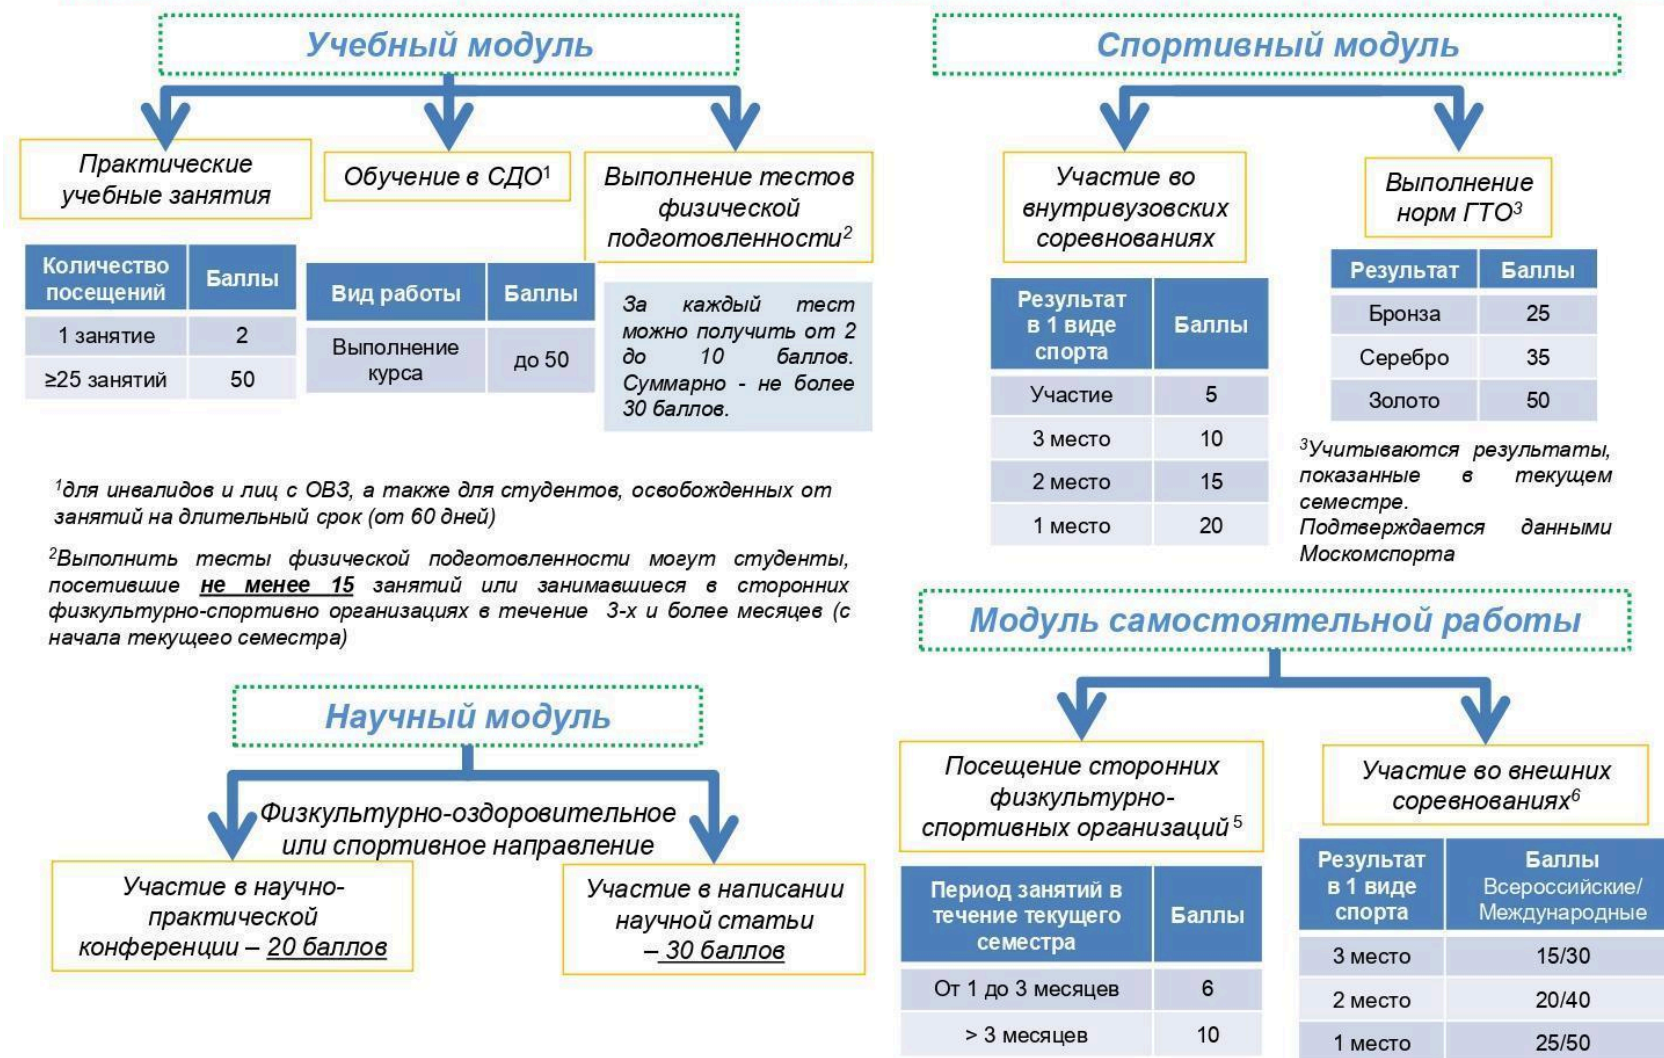 Учебный модуль
Практические
учебные занятия
Обучение в СДО¹
Выполнение тестов
физической
подготовленности²
Количество
посещений
Баллы
1 занятие
2
≥25 занятий
50
Вид работы
Баллы
Выполнение
курса
до 50
За каждый тест
можно получить от 2
до 10 баллов.
Суммарно - не более
30 баллов.
¹для инвалидов и лиц с ОВЗ, а также для студентов, освобожденных от
занятий на длительный срок (от 60 дней)
²Выполнить тесты физической подготовленности могут студенты,
посетившие не менее 15 занятий или занимавшиеся в сторонних
физкультурно-спортивно организациях в течение 3-х и более месяцев (с
начала текущего семестра)
Спортивный модуль
Участие во
внутривузовских
соревнованиях
Выполнение
норм ГТО³
Результат
в 1 виде
спорта
Баллы
Участие
5
3 место
10
2 место
15
1 место
20
Результат
Баллы
Бронза
25
Серебро
35
Золото
50
³Учитываются результаты,
показанные в текущем
семестре.
Подтверждается данными
Москомспорта
Научный модуль
Физкультурно-оздоровительное
или спортивное направление
Участие в научно-
практической
конференции – 20 баллов
Участие в написании
научной статьи
– 30 баллов
Модуль самостоятельной работы
Посещение сторонних
физкультурно-
спортивных организаций ⁵
Участие во внешних
соревнованиях⁶
Период занятий в
течение текущего
семестра
Баллы
От 1 до 3 месяцев
6
> 3 месяцев
10
Результат
в 1 виде
спорта
Баллы
Всероссийские/
Международные
3 место
15/30
2 место
20/40
1 место
25/50